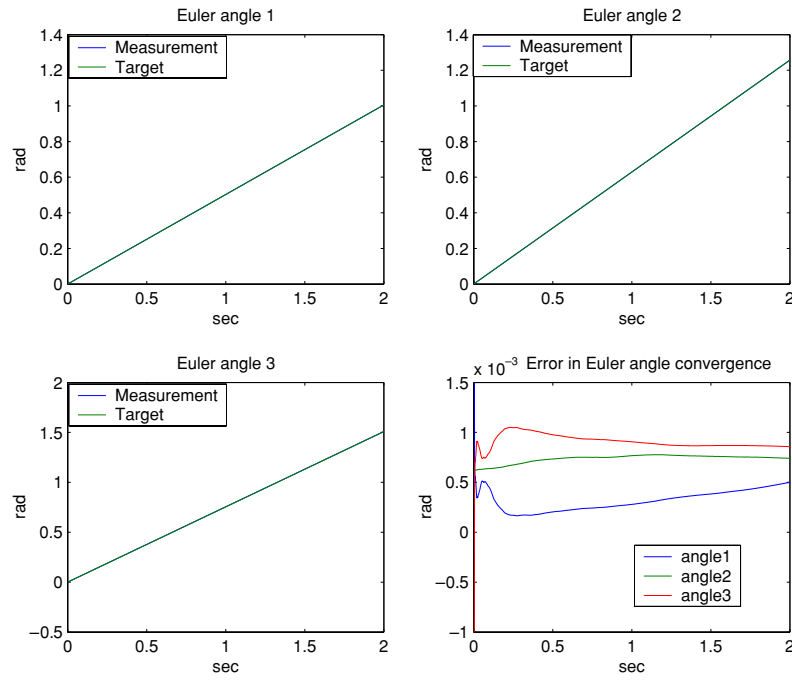 Euler angle 1
1.4
1.2
1
0.8
0.6
0.4
0.2
0
rad
Measurement
Target
0 0.5 1 1.5 2
sec
Euler angle 2
1.4
1.2
1
0.8
0.6
0.4
0.2
0
rad
Measurement
Target
0 0.5 1 1.5 2
sec
Euler angle 3
2
1.5
1
0.5
0
−0.5
rad
Measurement
Target
0 0.5 1 1.5 2
sec
x 10⁻³ Error in Euler angle convergence
1.5
1
0.5
0
−0.5
−1
rad
angle1
angle2
angle3
0 0.5 1 1.5 2
sec